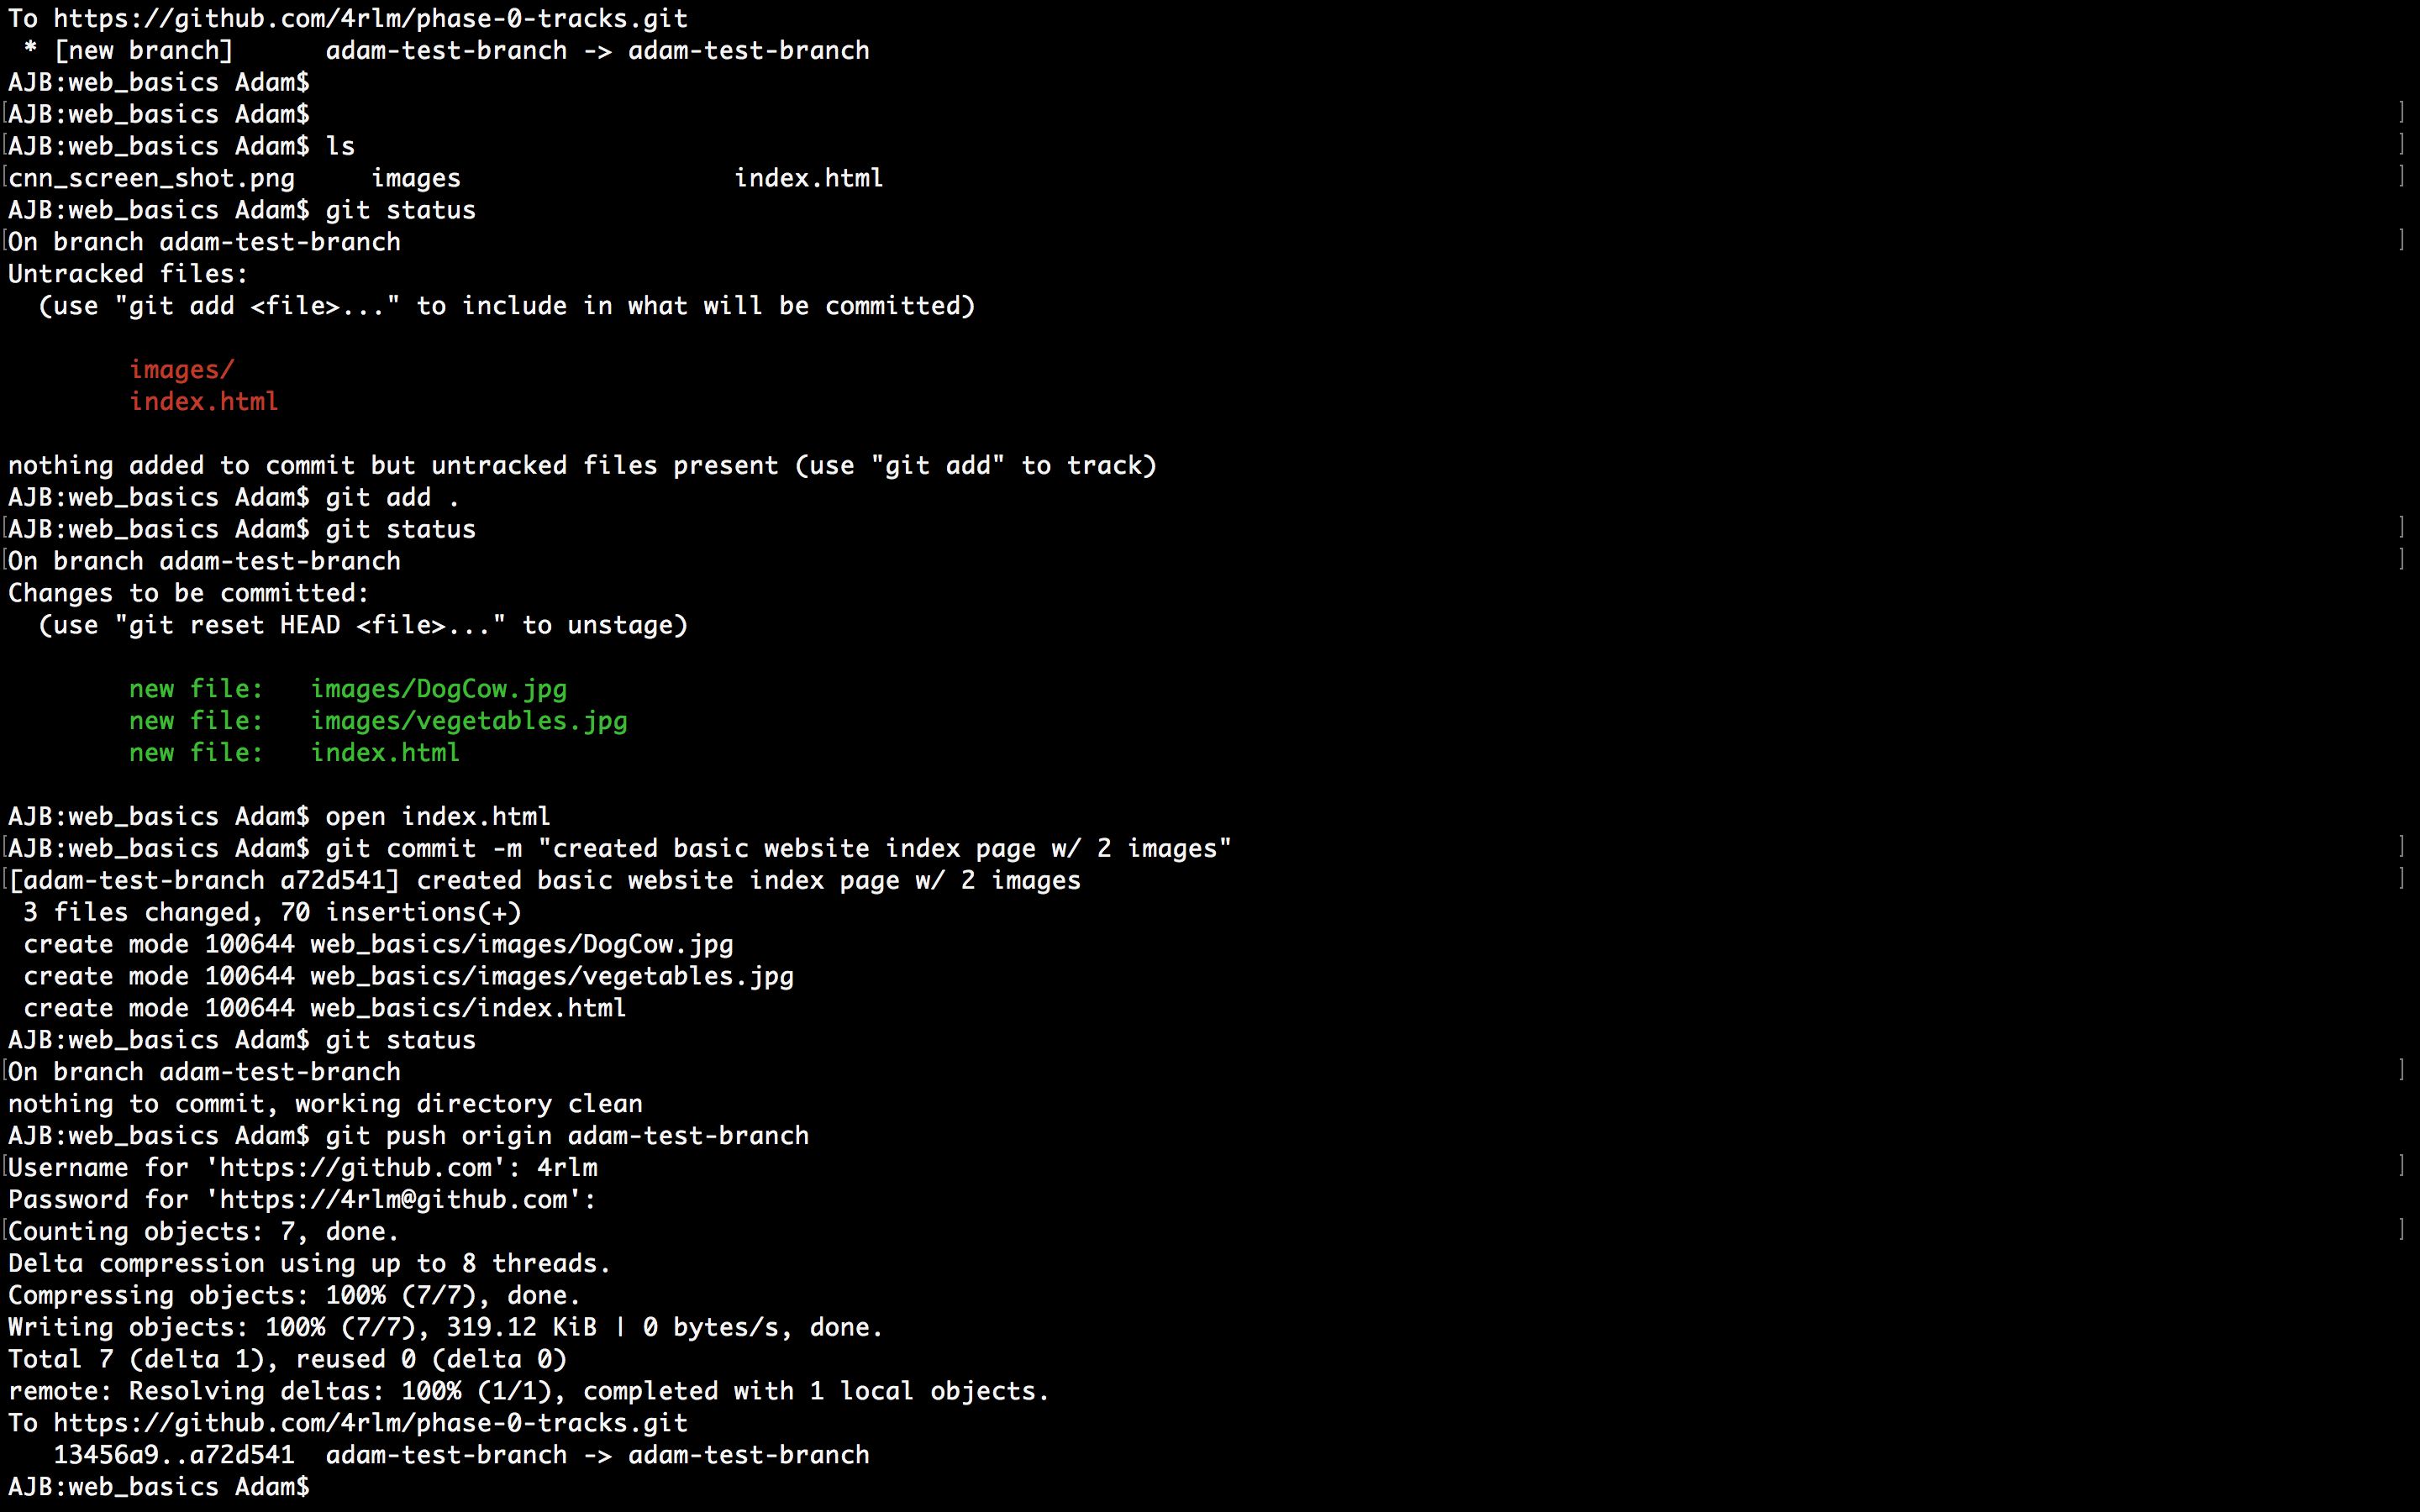 To https://github.com/4rlm/phase-0-tracks.git
 * [new branch]      adam-test-branch -> adam-test-branch
AJB:web_basics Adam$
[AJB:web_basics Adam$ ]
[AJB:web_basics Adam$ ls ]
[cnn_screen_shot.png     images                  index.html ]
AJB:web_basics Adam$ git status
[On branch adam-test-branch ]
Untracked files:
  (use "git add <file>..." to include in what will be committed)

        images/
        index.html

nothing added to commit but untracked files present (use "git add" to track)
AJB:web_basics Adam$ git add .
[AJB:web_basics Adam$ git status ]
[On branch adam-test-branch ]
Changes to be committed:
  (use "git reset HEAD <file>..." to unstage)

        new file:   images/DogCow.jpg
        new file:   images/vegetables.jpg
        new file:   index.html

AJB:web_basics Adam$ open index.html
[AJB:web_basics Adam$ git commit -m "created basic website index page w/ 2 images" ]
[[adam-test-branch a72d541] created basic website index page w/ 2 images ]
 3 files changed, 70 insertions(+)
 create mode 100644 web_basics/images/DogCow.jpg
 create mode 100644 web_basics/images/vegetables.jpg
 create mode 100644 web_basics/index.html
AJB:web_basics Adam$ git status
[On branch adam-test-branch ]
nothing to commit, working directory clean
AJB:web_basics Adam$ git push origin adam-test-branch
[Username for 'https://github.com': 4rlm ]
Password for 'https://4rlm@github.com':
[Counting objects: 7, done. ]
Delta compression using up to 8 threads.
Compressing objects: 100% (7/7), done.
Writing objects: 100% (7/7), 319.12 KiB | 0 bytes/s, done.
Total 7 (delta 1), reused 0 (delta 0)
remote: Resolving deltas: 100% (1/1), completed with 1 local objects.
To https://github.com/4rlm/phase-0-tracks.git
   13456a9..a72d541  adam-test-branch -> adam-test-branch
AJB:web_basics Adam$